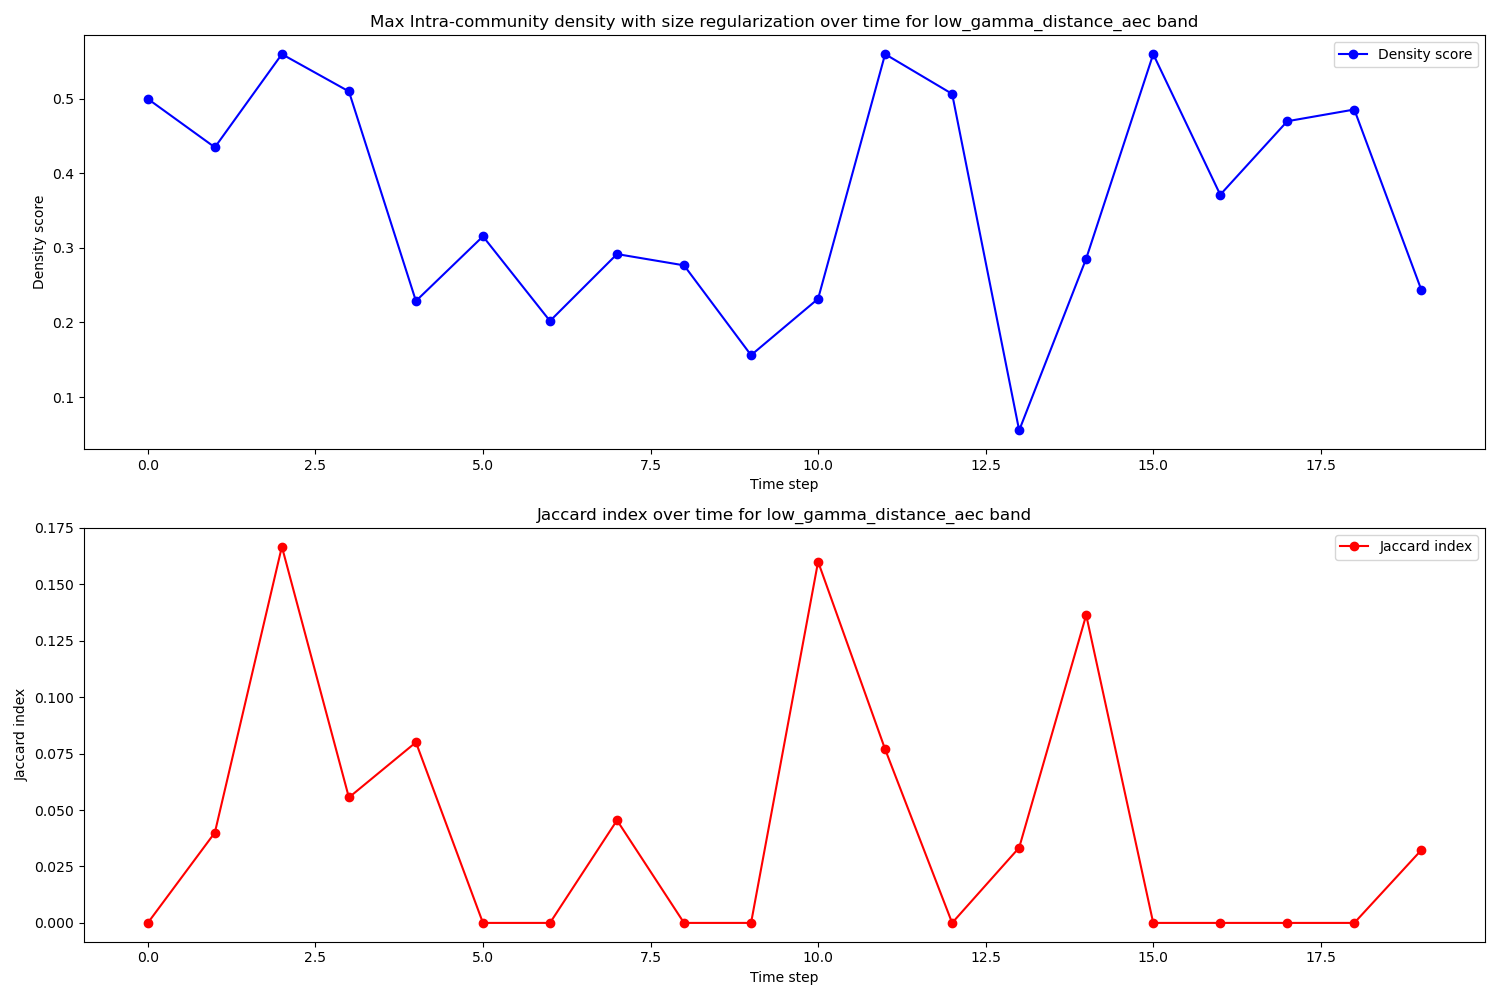 Max Intra-community density with size regularization over time for low_gamma_distance_aec band
Density score
Density score
0.5
0.4
0.3
0.2
0.1
0.0 2.5 5.0 7.5 10.0 12.5 15.0 17.5
Time step
Jaccard index over time for low_gamma_distance_aec band
Jaccard index
Jaccard index
0.175
0.150
0.125
0.100
0.075
0.050
0.025
0.000
0.0 2.5 5.0 7.5 10.0 12.5 15.0 17.5
Time step